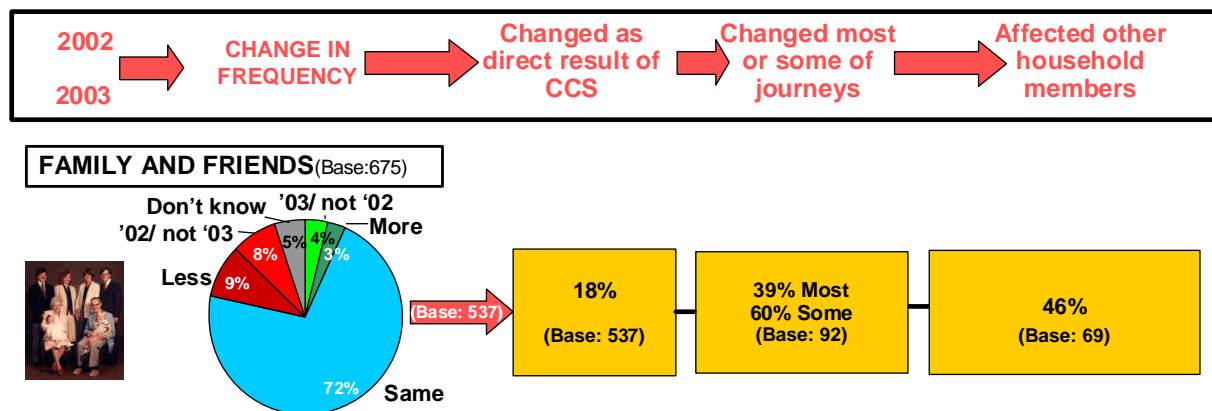 2002
2003
CHANGE IN
FREQUENCY
Changed as
direct result of
CCS
Changed most
or some of
journeys
Affected other
household
members
FAMILY AND FRIENDS(Base:675)
Don't know
'03/ not ‘02
More
'02/ not ‘03
Less
Same
5%
4%
3%
8%
9%
72%
(Base: 537)
18%
(Base: 537)
39% Most
60% Some
(Base: 92)
46%
(Base: 69)